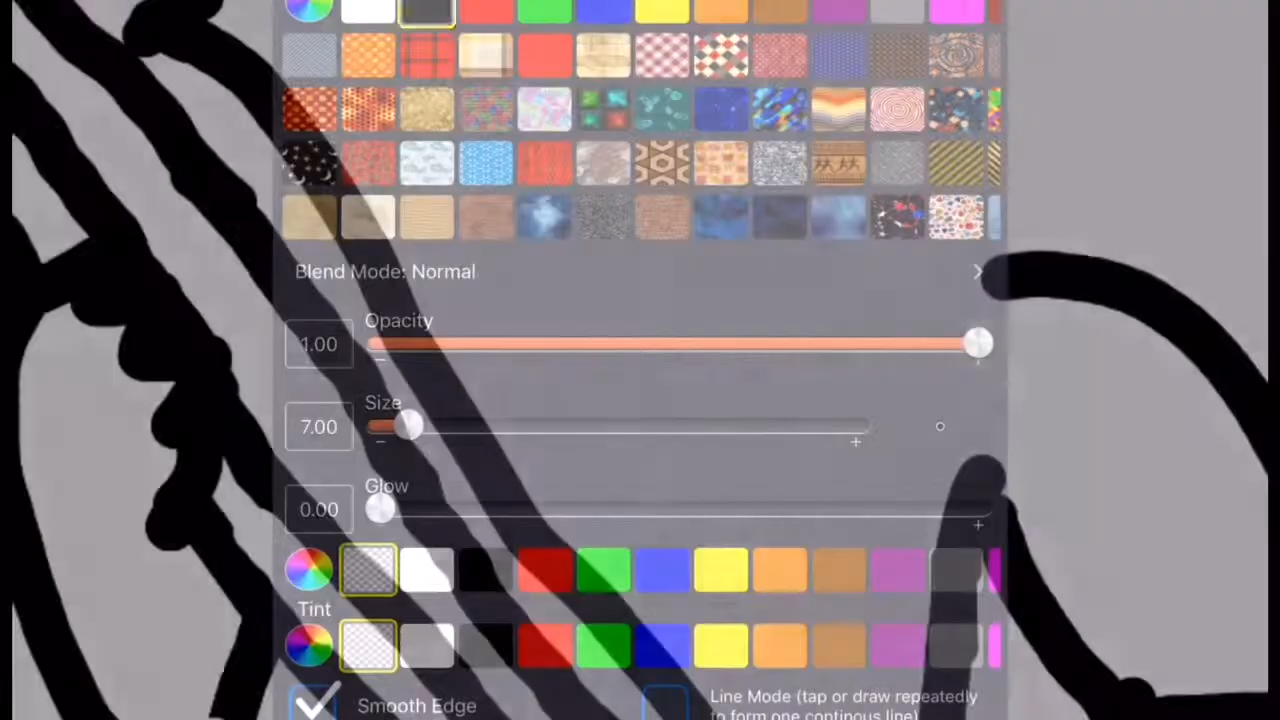 Blend Mode: Normal
Opacity
1.00
Size
7.00
Glow
0.00
Tint
Smooth Edge
Line Mode (tap or draw repeatedly
to form one continous line)